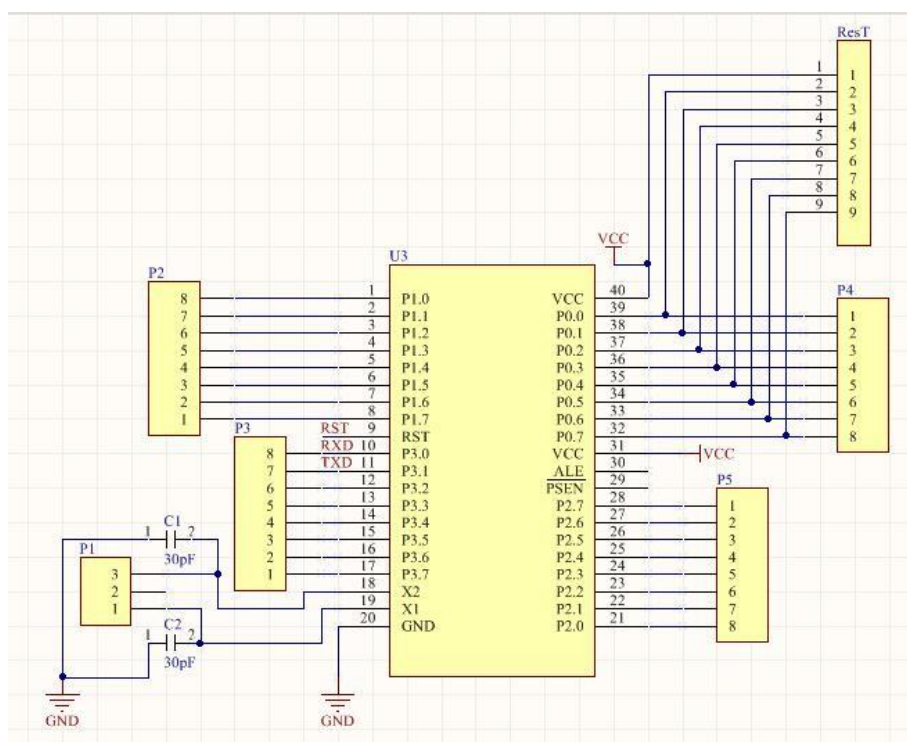 ResT
1 1
2 2
3 3
4 4
5 5
6 6
7 7
8 8
9 9
VCC
U3
P2
8 1 P1.0 VCC 40
7 2 P1.1 P0.0 39
6 3 P1.2 P0.1 38
5 4 P1.3 P0.2 37
4 5 P1.4 P0.3 36
3 6 P1.5 P0.4 35
2 7 P1.6 P0.5 34
1 8 P1.7 P0.6 33
P4
1
2
3
4
5
6
7
8
P3
RST 9 RST P0.7 32
8 RXD 10 P3.0 VCC 31 VCC
7 TXD 11 P3.1 ALE 30
6 12 P3.2 PSEN 29
5 13 P3.3 P2.7 28
4 14 P3.4 P2.6 27
3 15 P3.5 P2.5 26
2 16 P3.6 P2.4 25
1 17 P3.7 P2.3 24
18 X2 P2.2 23
19 X1 P2.1 22
20 GND P2.0 21
P5
1
2
3
4
5
6
7
8
C1
1 2
30pF
P1
3
2
1
C2
1 2
30pF
GND
GND